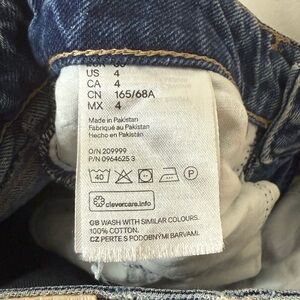 US 4
CA 4
CN 165/68A
MX 4
Made in Pakistan
Fabriqué au Pakistan
Hecho en Pakistán
O/N 209999
P/N 0964625 3
40
P
clevercare.info
GB WASH WITH SIMILAR COLOURS.
100% COTTON.
CZ PERTE S PODOBNÝMI BARVAMI.